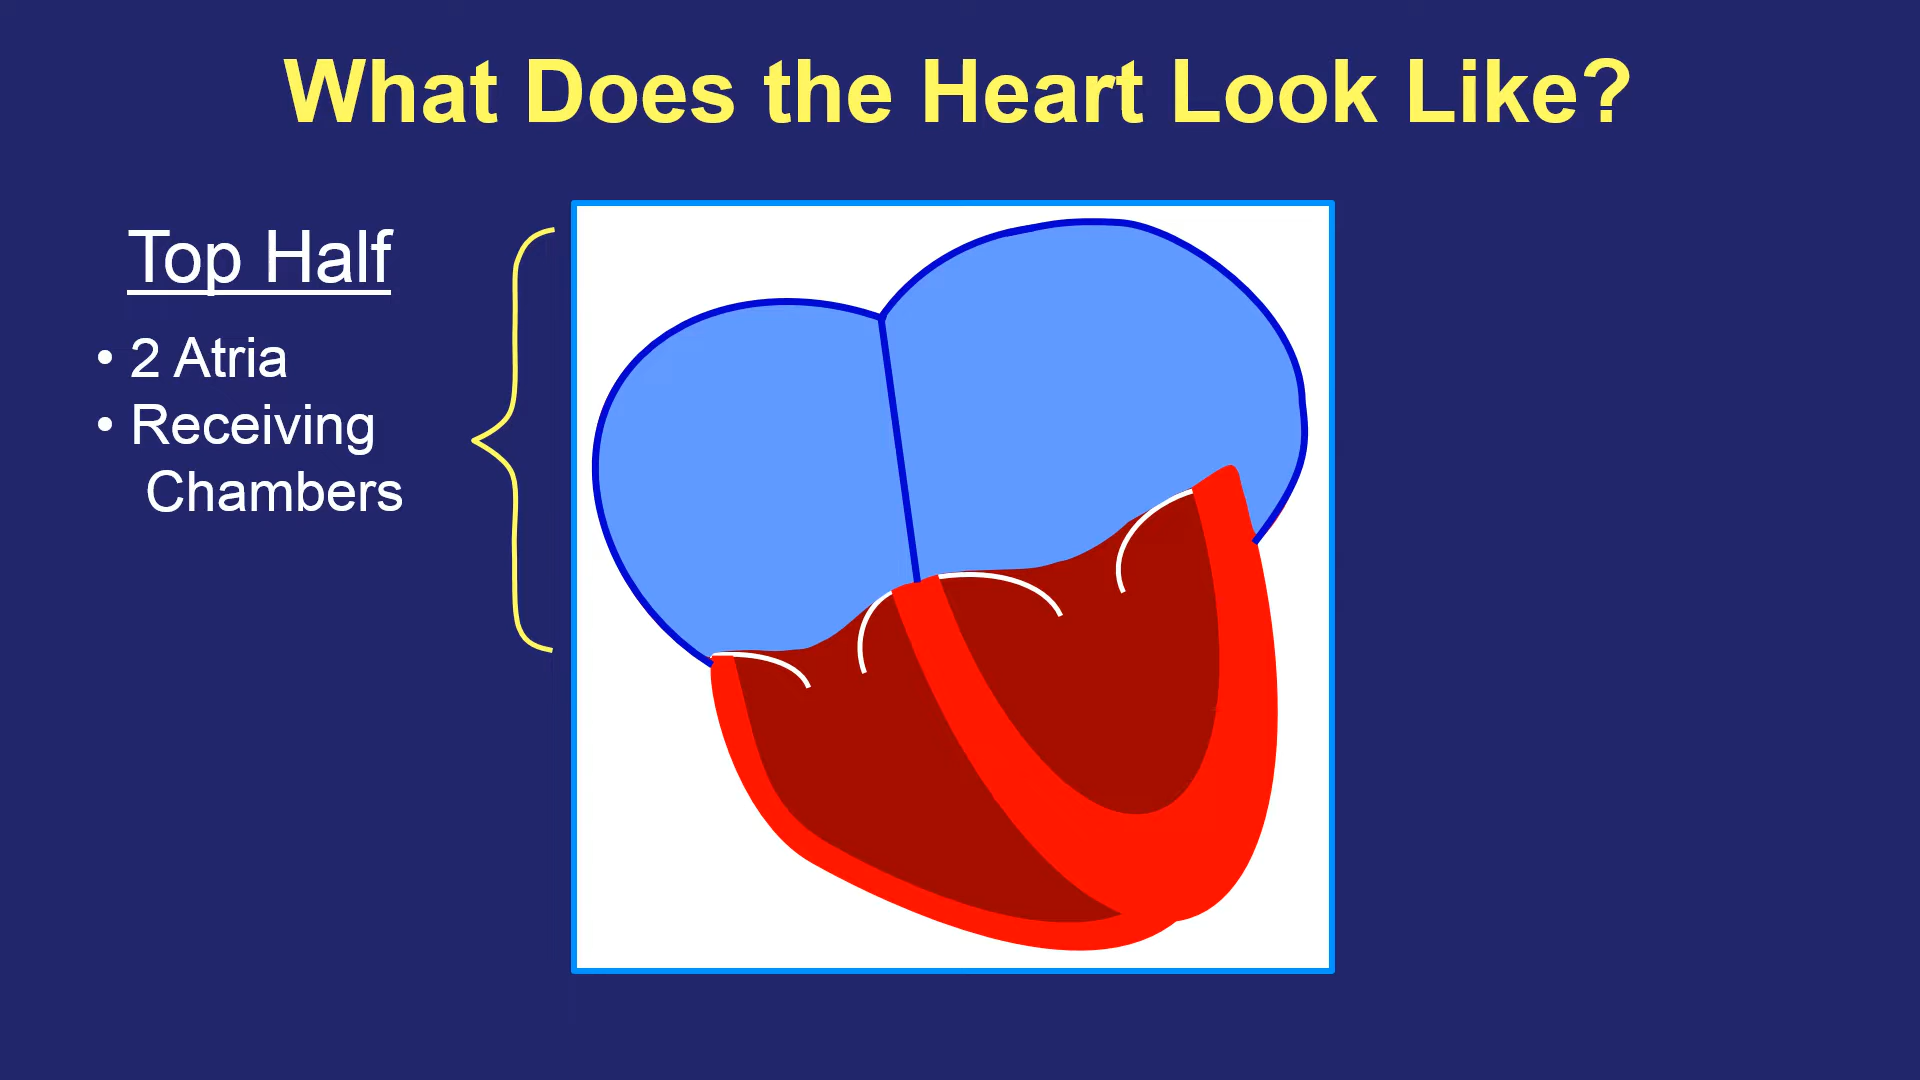 What Does the Heart Look Like?
Top Half
• 2 Atria
• Receiving
Chambers